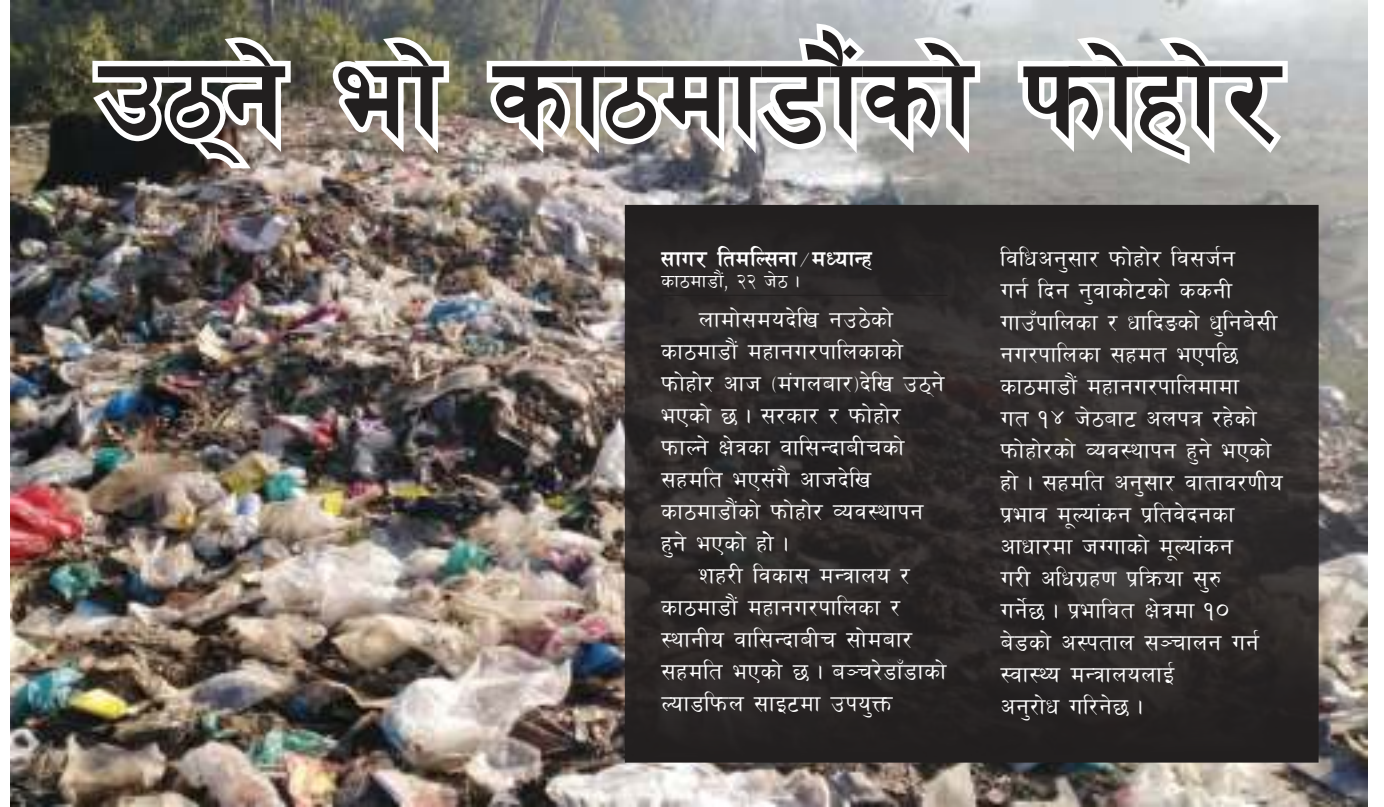 उठ्ने भो काठमाडौंको फोहोर
सागर तिमल्सिना/मध्यान्ह
काठमाडौं, २२ जेठ ।
लामोसमयदेखि नउठेको
काठमाडौं महानगरपालिकाको
फोहोर आज (मंगलबार)देखि उठ्ने
भएको छ । सरकार र फोहोर
फाल्ने क्षेत्रका वासिन्दाबीचको
सहमति भएसंगै आजदेखि
काठमाडौंको फोहोर व्यवस्थापन
हुने भएको हो ।
शहरी विकास मन्त्रालय र
काठमाडौं महानगरपालिका र
स्थानीय वासिन्दाबीच सोमबार
सहमति भएको छ । बञ्चरेडाँडाको
ल्याडफिल साइटमा उपयुक्त
विधिअनुसार फोहोर विसर्जन
गर्न दिन नुवाकोटको ककनी
गाउँपालिका र धादिङको धुनिबेसी
नगरपालिका सहमत भएपछि
काठमाडौं महानगरपालिमामा
गत १४ जेठबाट अलपत्र रहेको
फोहोरको व्यवस्थापन हुने भएको
हो । सहमति अनुसार वातावरणीय
प्रभाव मूल्यांकन प्रतिवेदनका
आधारमा जग्गाको मूल्यांकन
गरी अधिग्रहण प्रक्रिया सुरु
गर्नेछ । प्रभावित क्षेत्रमा १०
बेडको अस्पताल सञ्चालन गर्न
स्वास्थ्य मन्त्रालयलाई
अनुरोध गरिनेछ ।